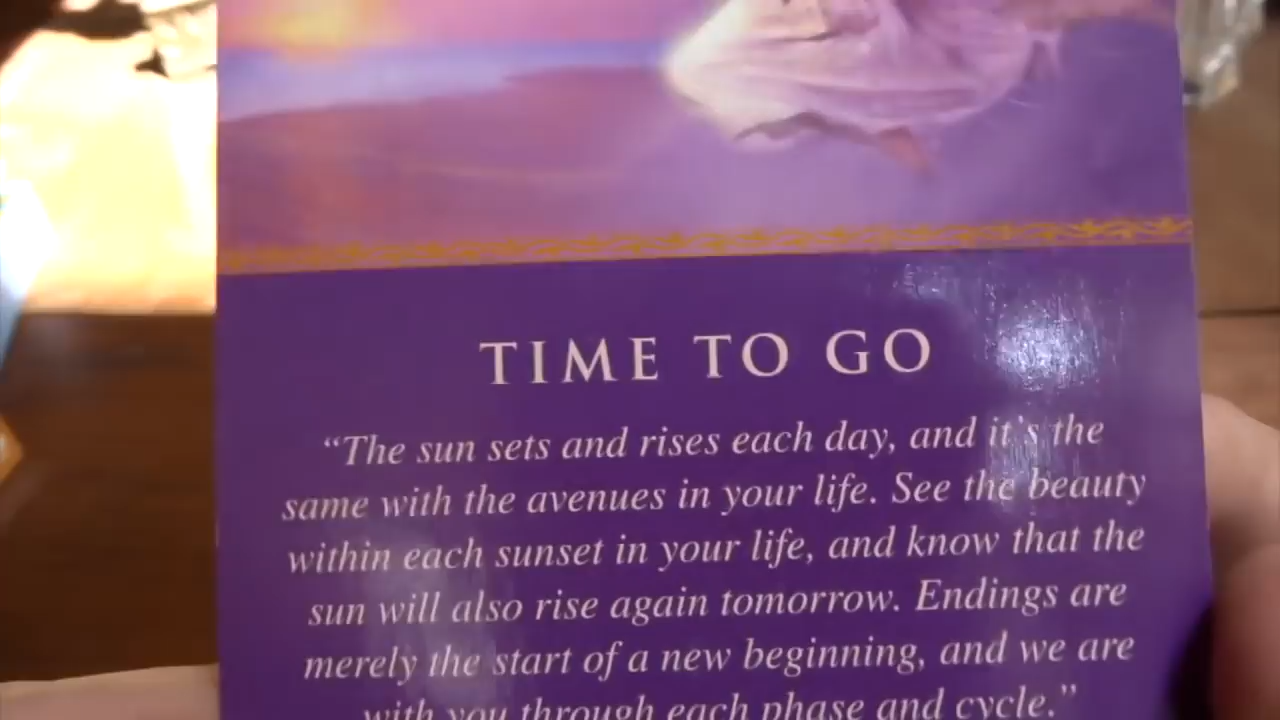 TIME TO GO
“The sun sets and rises each day, and it's the
same with the avenues in your life. See the beauty
within each sunset in your life, and know that the
sun will also rise again tomorrow. Endings are
merely the start of a new beginning, and we are
with you through each phase and cycle.”